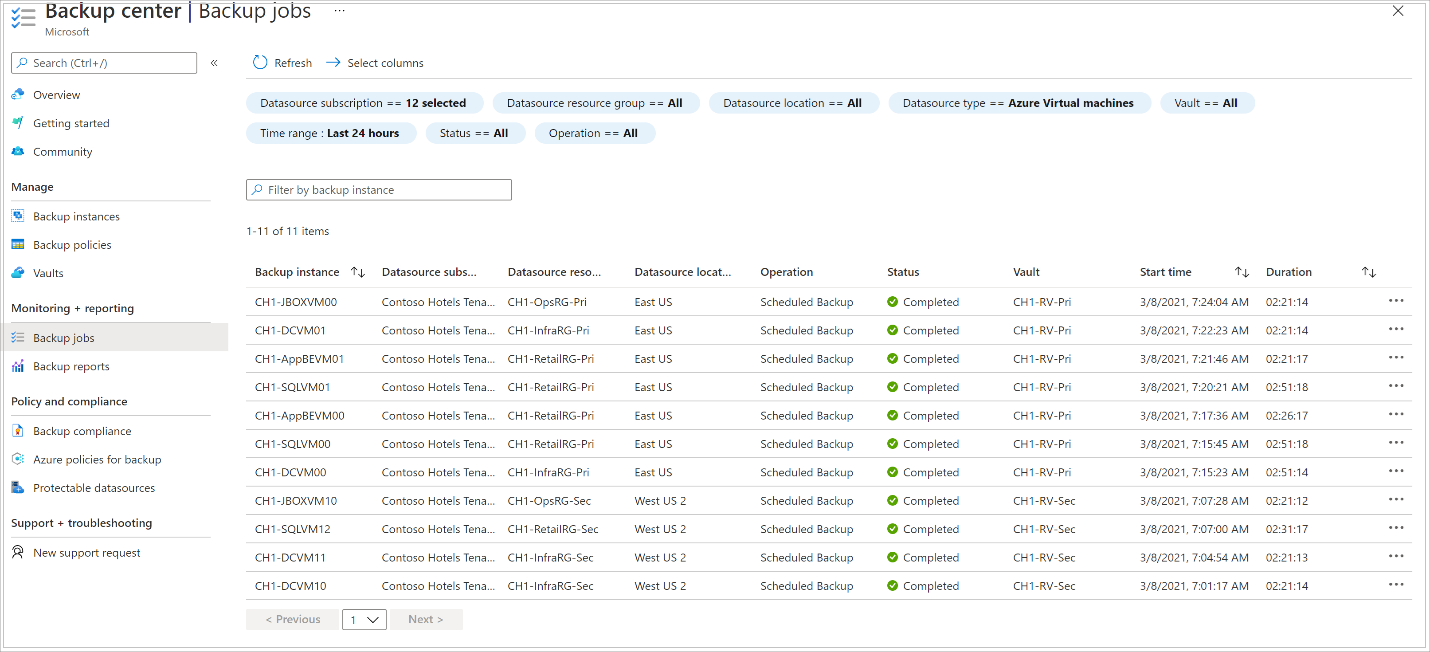 Backup center | Backup jobs ...
Microsoft
Search (Ctrl+/) «
Overview
Getting started
Community
Manage
Backup instances
Backup policies
Vaults
Monitoring + reporting
Backup jobs
Backup reports
Policy and compliance
Backup compliance
Azure policies for backup
Protectable datasources
Support + troubleshooting
New support request
Refresh Select columns
Datasource subscription == 12 selected Datasource resource group == All Datasource location == All Datasource type == Azure Virtual machines Vault == All
Time range : Last 24 hours Status == All Operation == All
Filter by backup instance
1-11 of 11 items
Backup instance Datasource subs... Datasource reso... Datasource locat... Operation Status Vault Start time Duration
CH1-JBOXVM00 Contoso Hotels Tena... CH1-OpsRG-Pri East US Scheduled Backup Completed CH1-RV-Pri 3/8/2021, 7:24:04 AM 02:21:14 ...
CH1-DCVM01 Contoso Hotels Tena... CH1-InfraRG-Pri East US Scheduled Backup Completed CH1-RV-Pri 3/8/2021, 7:22:23 AM 02:21:14 ...
CH1-AppBEVM01 Contoso Hotels Tena... CH1-RetailRG-Pri East US Scheduled Backup Completed CH1-RV-Pri 3/8/2021, 7:21:46 AM 02:21:17 ...
CH1-SQLVM01 Contoso Hotels Tena... CH1-RetailRG-Pri East US Scheduled Backup Completed CH1-RV-Pri 3/8/2021, 7:20:21 AM 02:51:18 ...
CH1-AppBEVM00 Contoso Hotels Tena... CH1-RetailRG-Pri East US Scheduled Backup Completed CH1-RV-Pri 3/8/2021, 7:17:36 AM 02:26:17 ...
CH1-SQLVM00 Contoso Hotels Tena... CH1-RetailRG-Pri East US Scheduled Backup Completed CH1-RV-Pri 3/8/2021, 7:15:45 AM 02:51:18 ...
CH1-DCVM00 Contoso Hotels Tena... CH1-InfraRG-Pri East US Scheduled Backup Completed CH1-RV-Pri 3/8/2021, 7:15:23 AM 02:51:14 ...
CH1-JBOXVM10 Contoso Hotels Tena... CH1-OpsRG-Sec West US 2 Scheduled Backup Completed CH1-RV-Sec 3/8/2021, 7:07:28 AM 02:21:12 ...
CH1-SQLVM12 Contoso Hotels Tena... CH1-RetailRG-Sec West US 2 Scheduled Backup Completed CH1-RV-Sec 3/8/2021, 7:07:00 AM 02:31:17 ...
CH1-DCVM11 Contoso Hotels Tena... CH1-InfraRG-Sec West US 2 Scheduled Backup Completed CH1-RV-Sec 3/8/2021, 7:04:54 AM 02:21:13 ...
CH1-DCVM10 Contoso Hotels Tena... CH1-InfraRG-Sec West US 2 Scheduled Backup Completed CH1-RV-Sec 3/8/2021, 7:01:17 AM 02:21:14 ...
< Previous 1 Next >